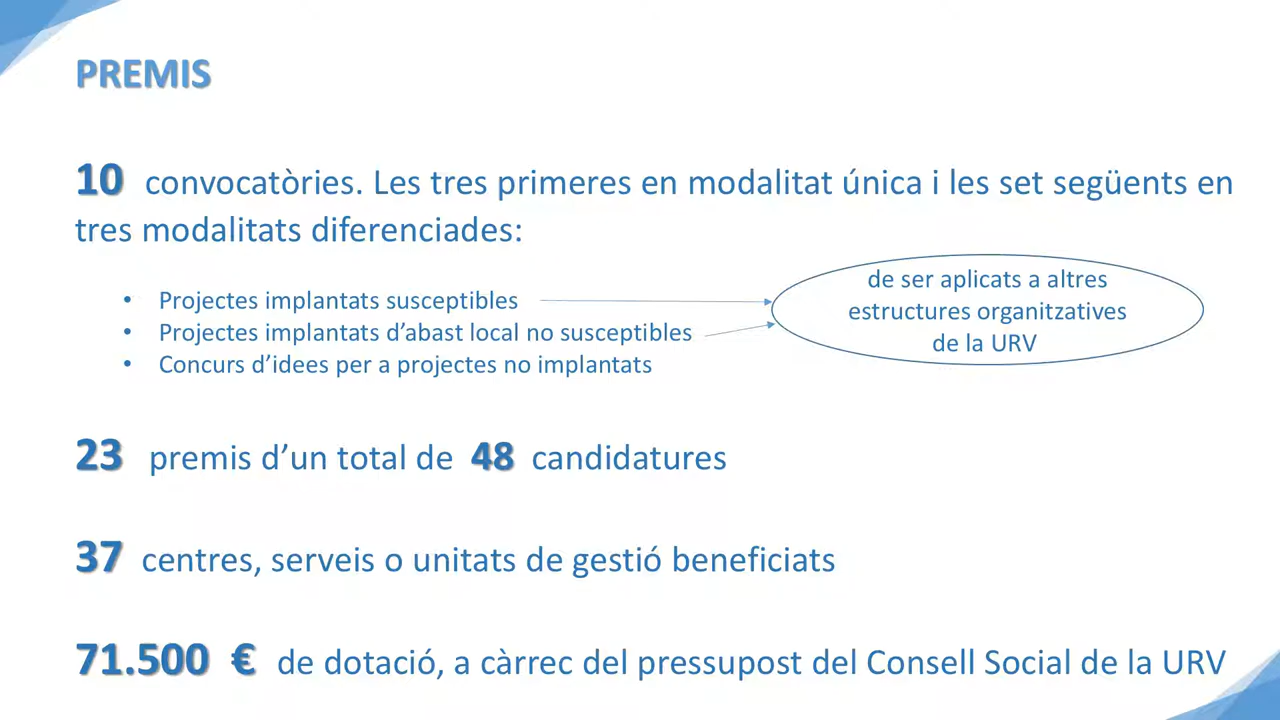 PREMIS
10 convocatòries. Les tres primeres en modalitat única i les set següents en
tres modalitats diferenciades:
• Projectes implantats susceptibles
• Projectes implantats d’abast local no susceptibles
• Concurs d’idees per a projectes no implantats
de ser aplicats a altres
estructures organitzatives
de la URV
23 premis d’un total de 48 candidatures
37 centres, serveis o unitats de gestió beneficiats
71.500 € de dotació, a càrrec del pressupost del Consell Social de la URV